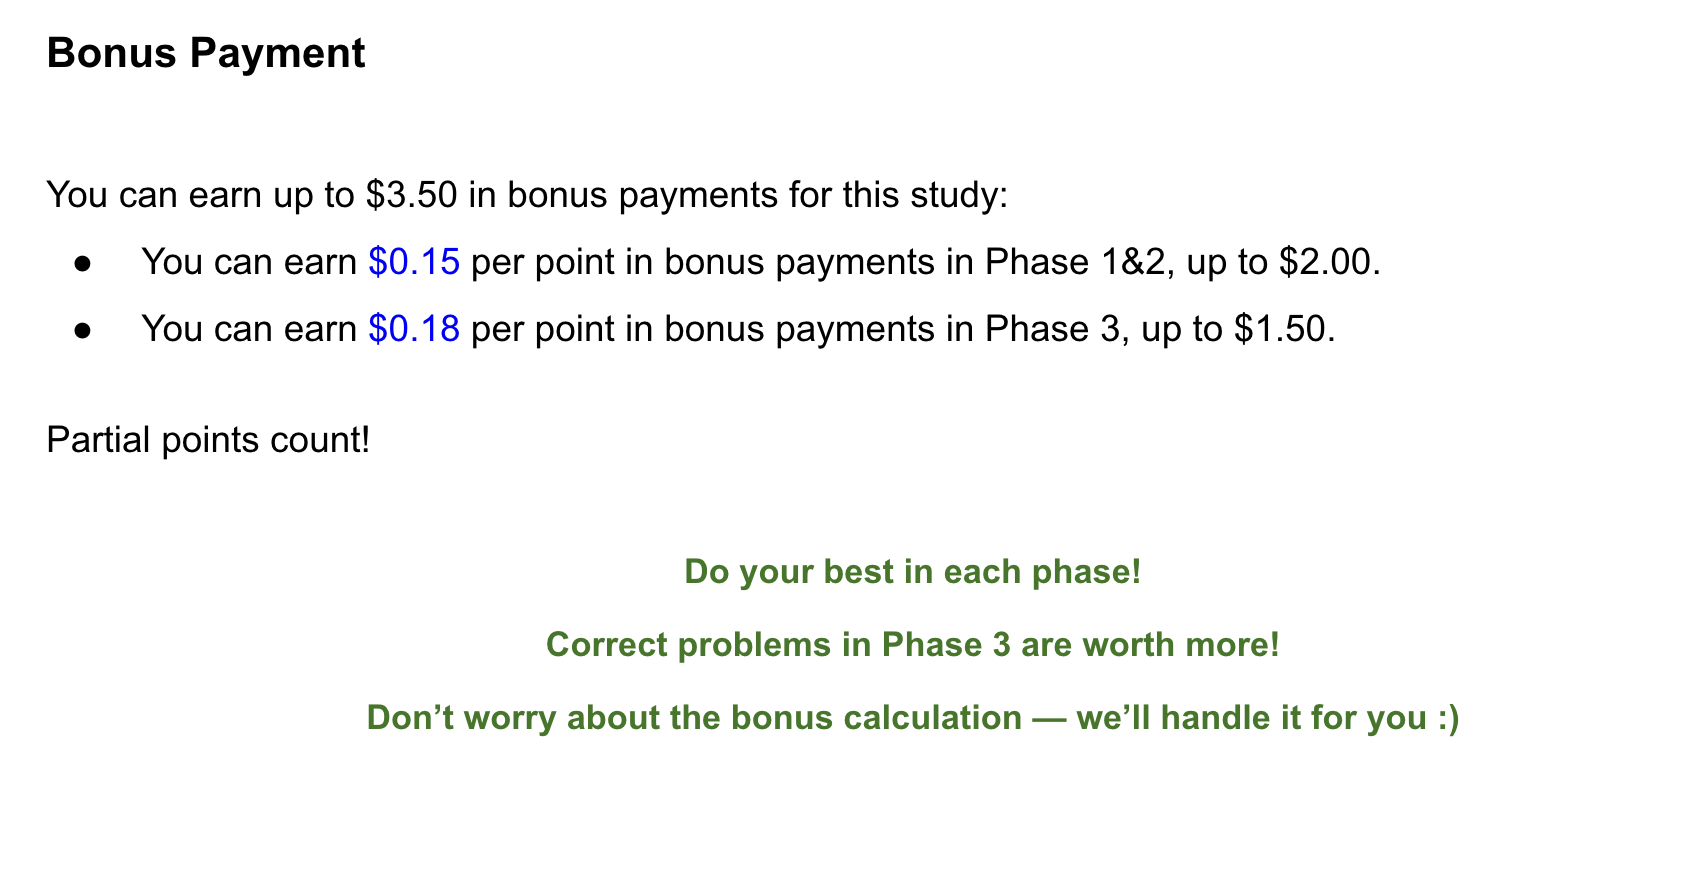 Bonus Payment
You can earn up to $3.50 in bonus payments for this study:
● You can earn $0.15 per point in bonus payments in Phase 1&2, up to $2.00.
● You can earn $0.18 per point in bonus payments in Phase 3, up to $1.50.
Partial points count!
Do your best in each phase!
Correct problems in Phase 3 are worth more!
Don’t worry about the bonus calculation — we’ll handle it for you :)